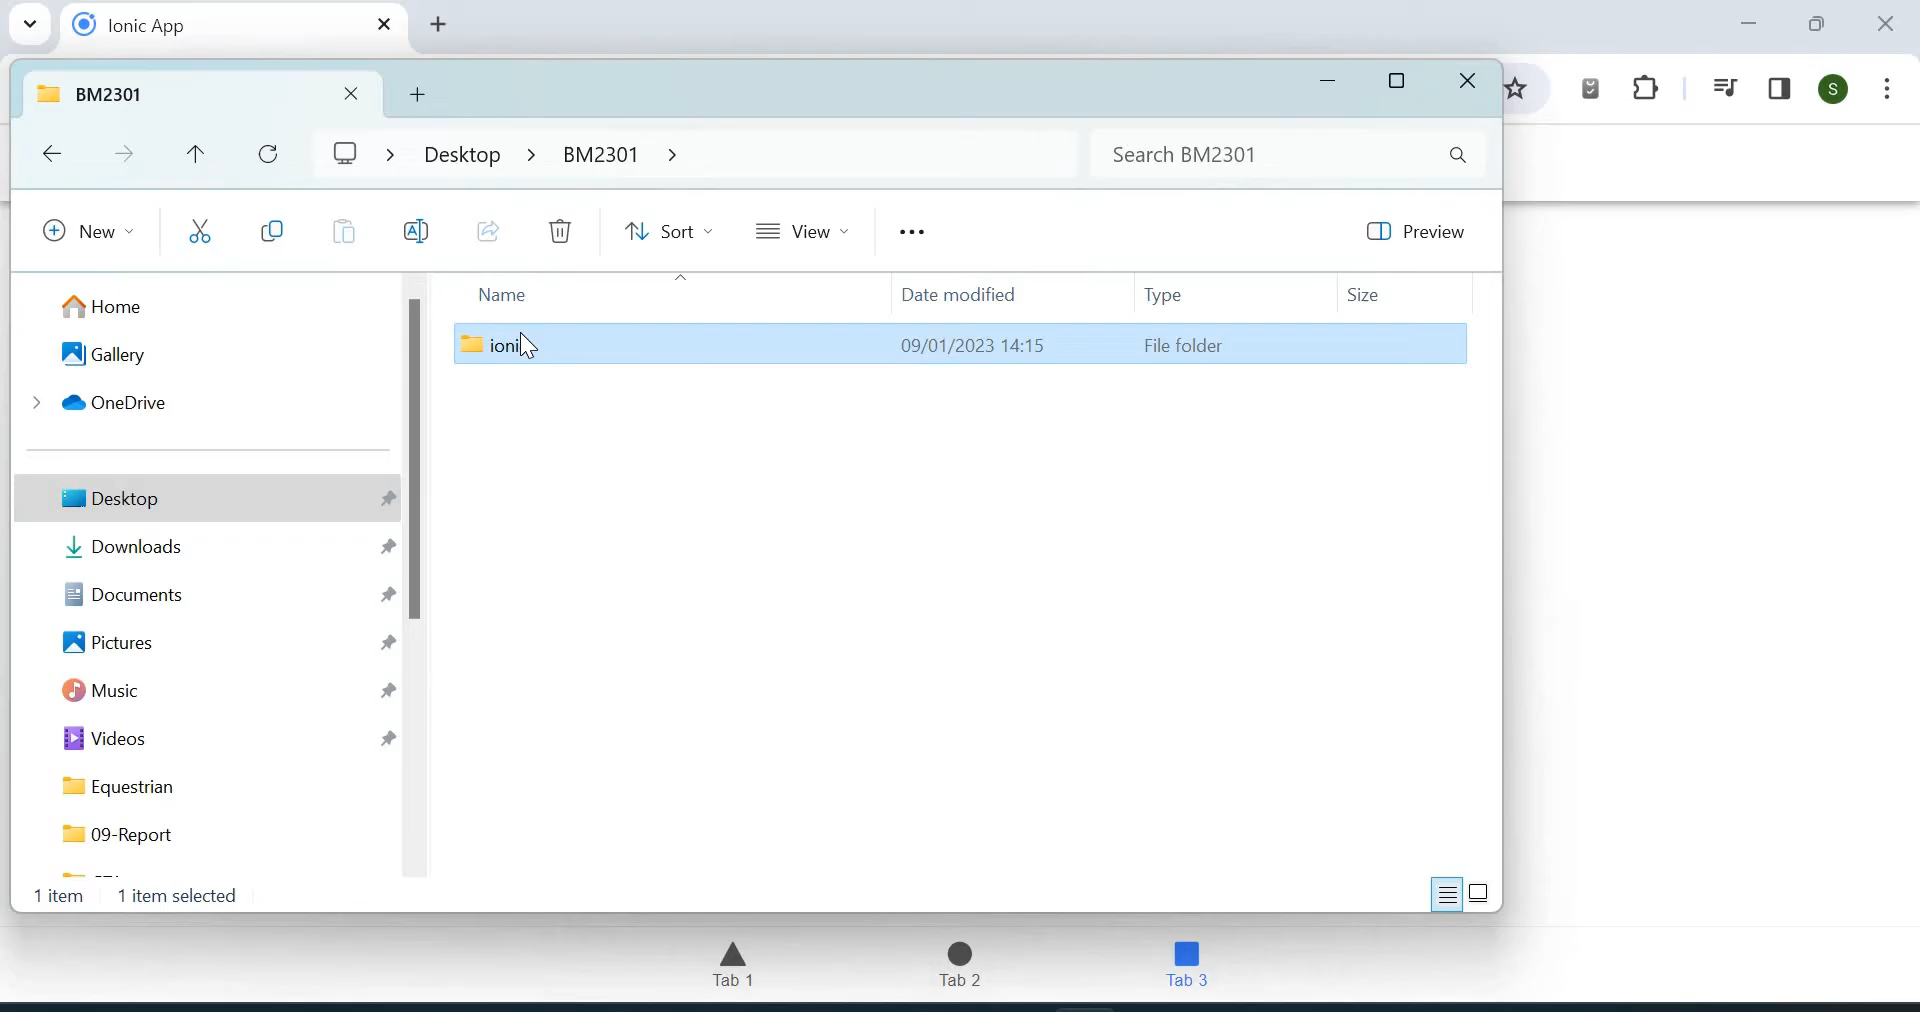 Ionic App
BM2301
Desktop BM2301
Search BM2301
New
Sort
View
Preview
Name
Date modified
Type
Size
09/01/2023 14:15
File folder
Home
Gallery
OneDrive
Desktop
Downloads
Documents
Pictures
Music
Videos
Equestrian
09-Report
1 item
1 item selected
S
Tab 1
Tab 2
Tab 3